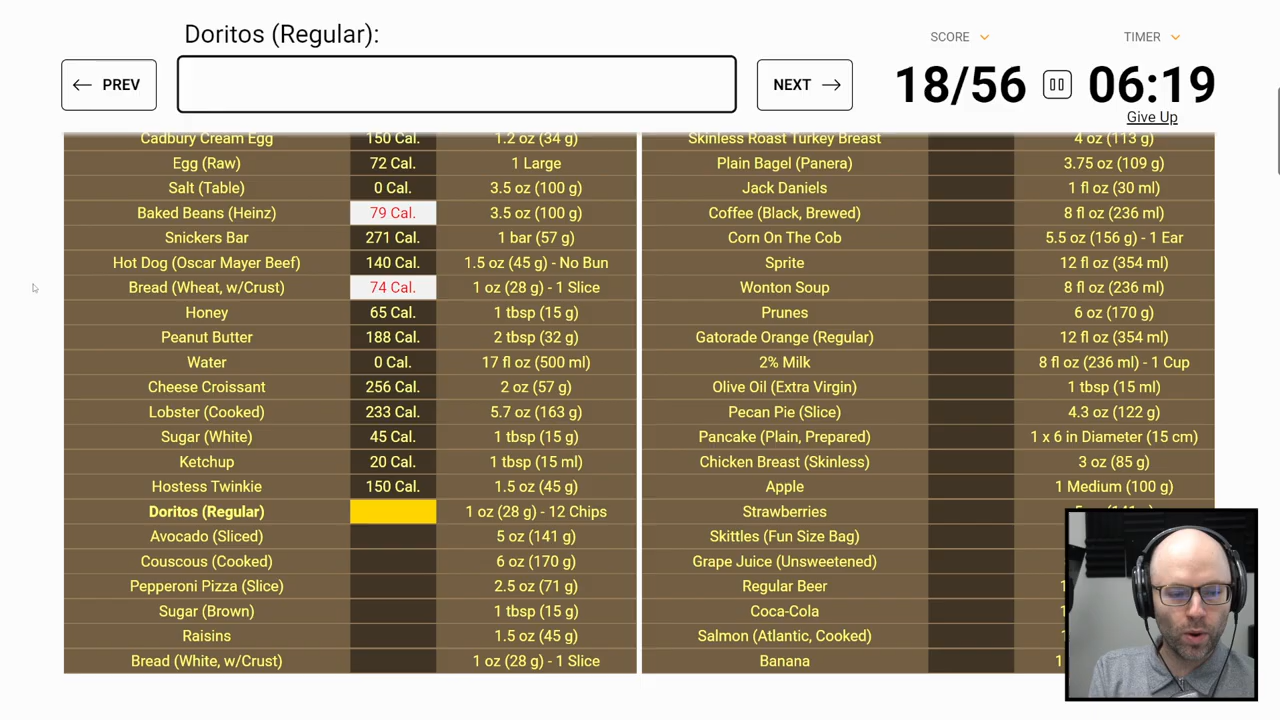 Doritos (Regular):
SCORE
TIMER
PREV
NEXT
18/56
06:19
Give Up
Cadbury Cream Egg 150 Cal. 1.2 oz (34 g)
Egg (Raw) 72 Cal. 1 Large
Salt (Table) 0 Cal. 3.5 oz (100 g)
Baked Beans (Heinz) 79 Cal. 3.5 oz (100 g)
Snickers Bar 271 Cal. 1 bar (57 g)
Hot Dog (Oscar Mayer Beef) 140 Cal. 1.5 oz (45 g) - No Bun
Bread (Wheat, w/Crust) 74 Cal. 1 oz (28 g) - 1 Slice
Honey 65 Cal. 1 tbsp (15 g)
Peanut Butter 188 Cal. 2 tbsp (32 g)
Water 0 Cal. 17 fl oz (500 ml)
Cheese Croissant 256 Cal. 2 oz (57 g)
Lobster (Cooked) 233 Cal. 5.7 oz (163 g)
Sugar (White) 45 Cal. 1 tbsp (15 g)
Ketchup 20 Cal. 1 tbsp (15 ml)
Hostess Twinkie 150 Cal. 1.5 oz (45 g)
Doritos (Regular) 1 oz (28 g) - 12 Chips
Avocado (Sliced) 5 oz (141 g)
Couscous (Cooked) 6 oz (170 g)
Pepperoni Pizza (Slice) 2.5 oz (71 g)
Sugar (Brown) 1 tbsp (15 g)
Raisins 1.5 oz (45 g)
Bread (White, w/Crust) 1 oz (28 g) - 1 Slice
Skinless Roast Turkey Breast 4 oz (113 g)
Plain Bagel (Panera) 3.75 oz (109 g)
Jack Daniels 1 fl oz (30 ml)
Coffee (Black, Brewed) 8 fl oz (236 ml)
Corn On The Cob 5.5 oz (156 g) - 1 Ear
Sprite 12 fl oz (354 ml)
Wonton Soup 8 fl oz (236 ml)
Prunes 6 oz (170 g)
Gatorade Orange (Regular) 12 fl oz (354 ml)
2% Milk 8 fl oz (236 ml) - 1 Cup
Olive Oil (Extra Virgin) 1 tbsp (15 ml)
Pecan Pie (Slice) 4.3 oz (122 g)
Pancake (Plain, Prepared) 1 x 6 in Diameter (15 cm)
Chicken Breast (Skinless) 3 oz (85 g)
Apple 1 Medium (100 g)
Strawberries
Skittles (Fun Size Bag)
Grape Juice (Unsweetened)
Regular Beer
Coca-Cola
Salmon (Atlantic, Cooked)
Banana